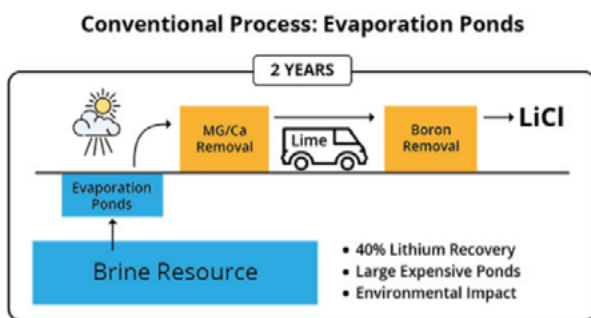 Conventional Process: Evaporation Ponds
2 YEARS
MG/Ca
Removal
Lime
Boron
Removal
LiCl
Evaporation
Ponds
Brine Resource
• 40% Lithium Recovery
• Large Expensive Ponds
• Environmental Impact